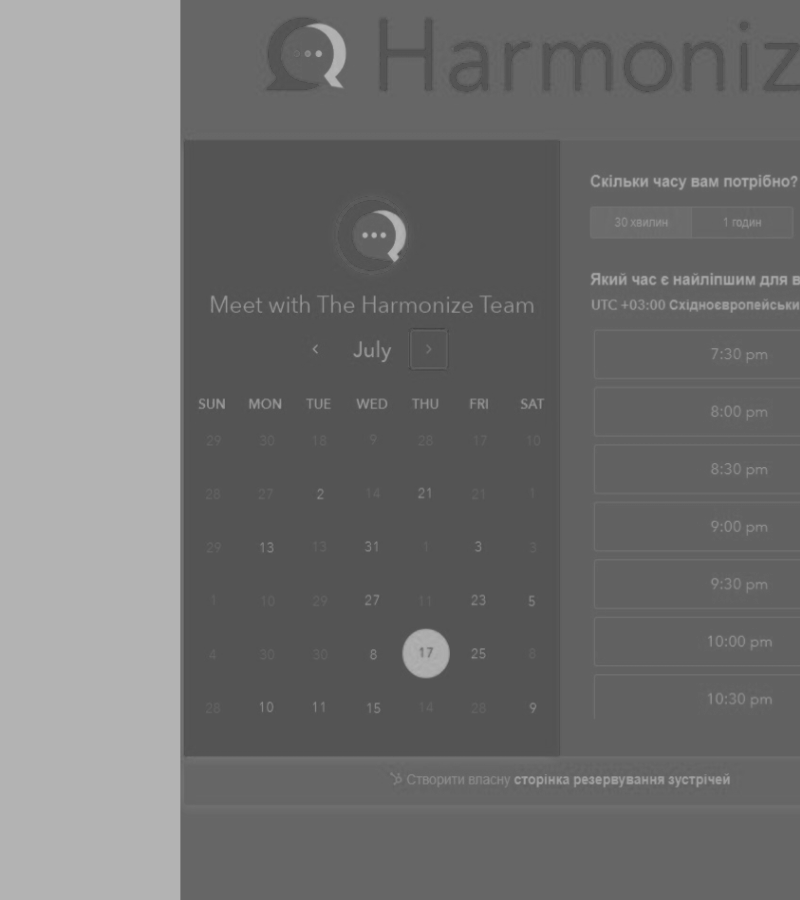 Harmoniz
Meet with The Harmonize Team
July
SUN MON TUE WED THU FRI SAT
29 30 18 9 28 17 10
28 27 2 14 21 21 1
29 13 13 31 1 3 3
1 10 29 27 11 23 5
4 30 30 8 17 25 8
28 10 11 15 14 28 9
Скільки часу вам потрібно?
30 хвилин 1 годин
Який час є найліпшим для в
UTC +03:00 Східноєвропейськи
7:30 pm
8:00 pm
8:30 pm
9:00 pm
9:30 pm
10:00 pm
10:30 pm
Створити власну сторінка резервування зустрічей